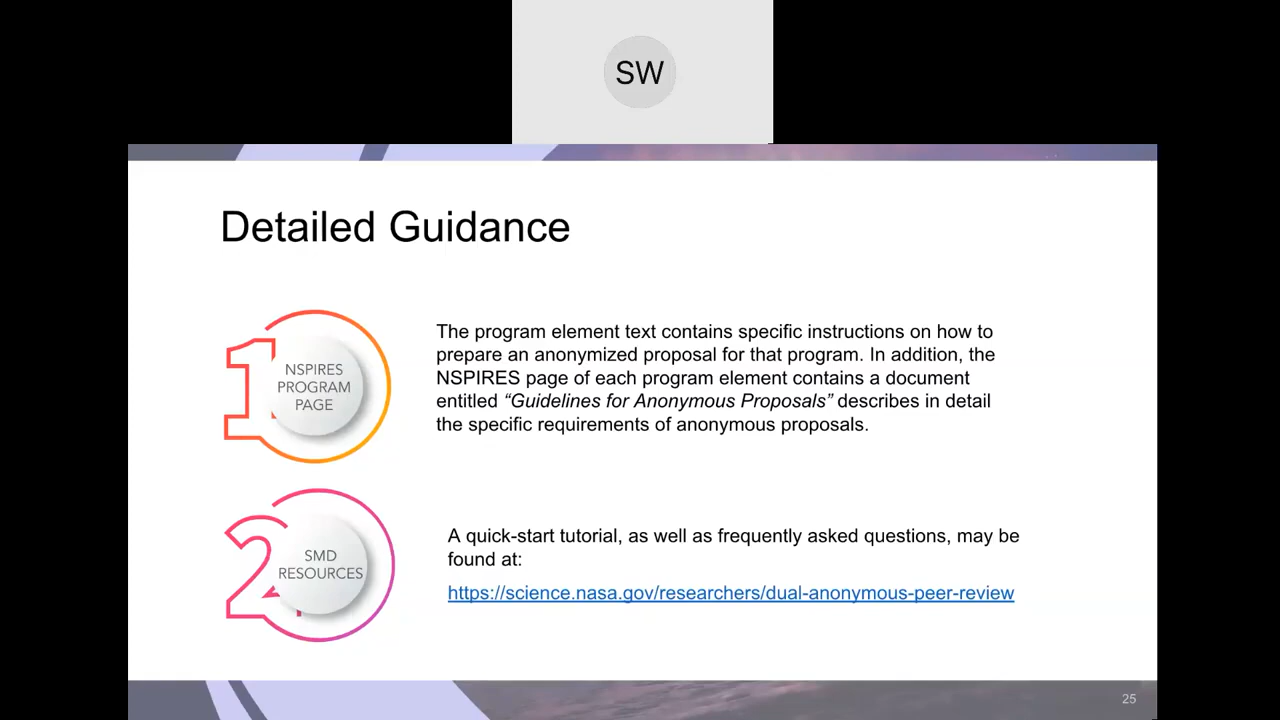 SW
Detailed Guidance
1
NSPIRES
PROGRAM
PAGE
The program element text contains specific instructions on how to
prepare an anonymized proposal for that program. In addition, the
NSPIRES page of each program element contains a document
entitled “Guidelines for Anonymous Proposals” describes in detail
the specific requirements of anonymous proposals.
2
SMD
RESOURCES
A quick-start tutorial, as well as frequently asked questions, may be
found at:
https://science.nasa.gov/researchers/dual-anonymous-peer-review
25